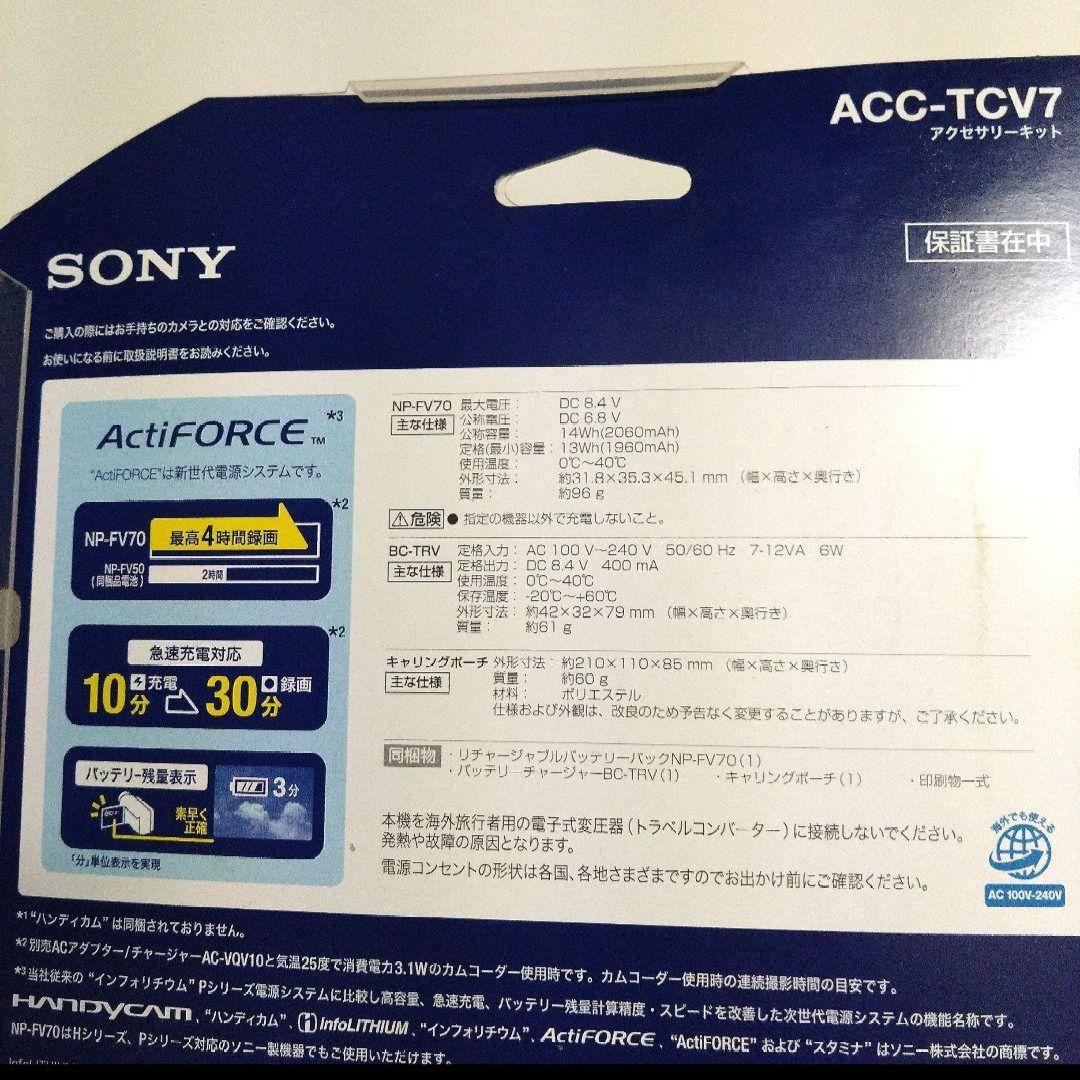 ACC-TCV7
アクセサリーキット
保証書在中
SONY
ご購入の際にはお手持ちのカメラとの対応をご確認ください。
お使いになる前に取扱説明書をお読みください。
ActiFORCE™ *3
"ActiFORCE"は新世代電源システムです。
*2
NP-FV70 最高4時間録画
NP-FV50 2時間
(同梱品電池)
*2
急速充電対応
10分 充電 30分 録画
バッテリー残量表示
3分
素早く
正確
「分」単位表示を実現
NP-FV70 最大電圧: DC 8.4 V
主な仕様 公称電圧: DC 6.8 V
公称容量: 14Wh(2060mAh)
定格(最小)容量: 13Wh(1960mAh)
使用温度: 0℃～40℃
外形寸法: 約31.8×35.3×45.1 mm (幅×高さ×奥行き)
質量: 約96 g
⚠危険 ● 指定の機器以外で充電しないこと。
BC-TRV 定格入力: AC 100 V～240 V 50/60 Hz 7-12VA 6W
主な仕様 定格出力: DC 8.4 V 400 mA
使用温度: 0℃～40℃
保存温度: -20℃～+60℃
外形寸法: 約42×32×79 mm (幅×高さ×奥行き)
質量: 約61 g
キャリングポーチ 外形寸法: 約210×110×85 mm (幅×高さ×奥行き)
主な仕様 質量: 約60 g
材料: ポリエステル
仕様および外観は、改良のため予告なく変更することがありますが、ご了承ください。
同梱物 ・リチャージャブルバッテリーパックNP-FV70(1)
・バッテリーチャージャーBC-TRV(1) ・キャリングポーチ(1) ・印刷物一式
本機を海外旅行者用の電子式変圧器(トラベルコンバーター)に接続しないでください。
発熱や故障の原因となります。
電源コンセントの形状は各国、各地さまざまですのでお出かけ前にご確認ください。
海外でも使える
AC 100V-240V
*1 "ハンディカム" は同梱されておりません。
*2 別売ACアダプター/チャージャーAC-VQV10と気温25度で消費電力3.1Wのカムコーダー使用時です。カムコーダー使用時の連続撮影時間の目安です。
*3 当社従来の "インフォリチウム" Pシリーズ電源システムに比較し高容量、急速充電、バッテリー残量計算精度・スピードを改善した次世代電源システムの機能名称です。
HANDYCAM、"ハンディカム"、InfoLITHIUM、"インフォリチウム"、ActiFORCE、"ActiFORCE" および "スタミナ" はソニー株式会社の商標です。
NP-FV70はHシリーズ、Pシリーズ対応のソニー製機器でもご使用いただけます。